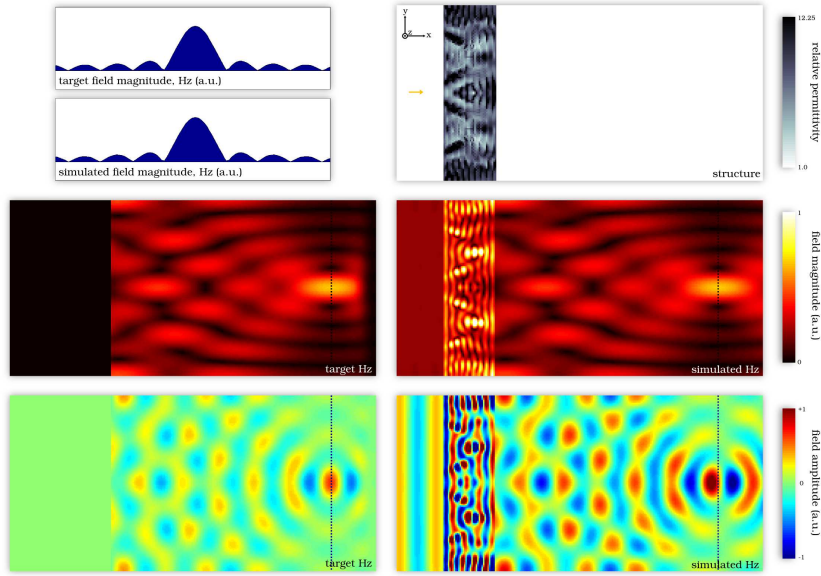 target field magnitude, Hz (a.u.)
simulated field magnitude, Hz (a.u.)
y
z
x
structure
12.25
relative permittivity
1.0
target Hz
simulated Hz
1
field magnitude (a.u.)
0
target Hz
simulated Hz
+1
field amplitude (a.u.)
0
-1